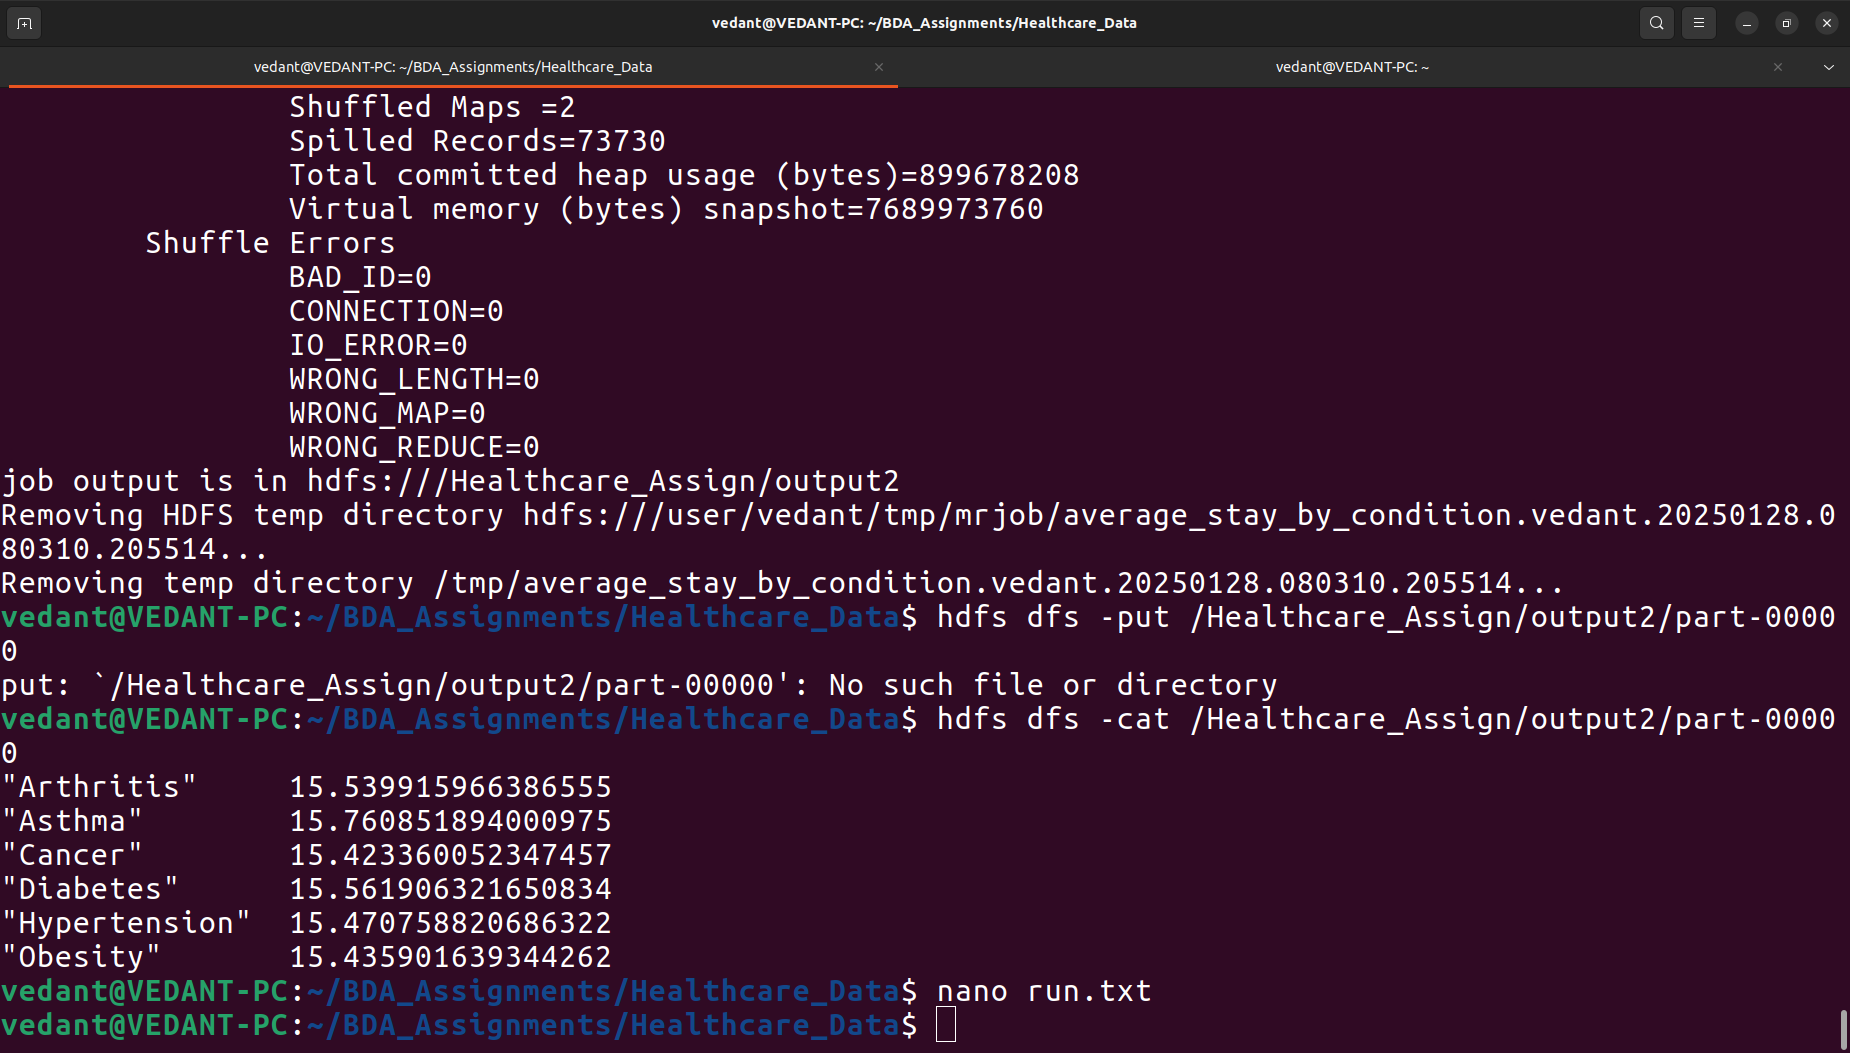 vedant@VEDANT-PC: ~/BDA_Assignments/Healthcare_Data
vedant@VEDANT-PC: ~/BDA_Assignments/Healthcare_Data
vedant@VEDANT-PC: ~
Shuffled Maps =2
Spilled Records=73730
Total committed heap usage (bytes)=899678208
Virtual memory (bytes) snapshot=7689973760
Shuffle Errors
BAD_ID=0
CONNECTION=0
IO_ERROR=0
WRONG_LENGTH=0
WRONG_MAP=0
WRONG_REDUCE=0
job output is in hdfs:///Healthcare_Assign/output2
Removing HDFS temp directory hdfs:///user/vedant/tmp/mrjob/average_stay_by_condition.vedant.20250128.0
80310.205514...
Removing temp directory /tmp/average_stay_by_condition.vedant.20250128.080310.205514...
vedant@VEDANT-PC:~/BDA_Assignments/Healthcare_Data$ hdfs dfs -put /Healthcare_Assign/output2/part-0000
0
put: `/Healthcare_Assign/output2/part-00000': No such file or directory
vedant@VEDANT-PC:~/BDA_Assignments/Healthcare_Data$ hdfs dfs -cat /Healthcare_Assign/output2/part-0000
0
"Arthritis" 15.539915966386555
"Asthma" 15.760851894000975
"Cancer" 15.423360052347457
"Diabetes" 15.561906321650834
"Hypertension" 15.470758820686322
"Obesity" 15.435901639344262
vedant@VEDANT-PC:~/BDA_Assignments/Healthcare_Data$ nano run.txt
vedant@VEDANT-PC:~/BDA_Assignments/Healthcare_Data$